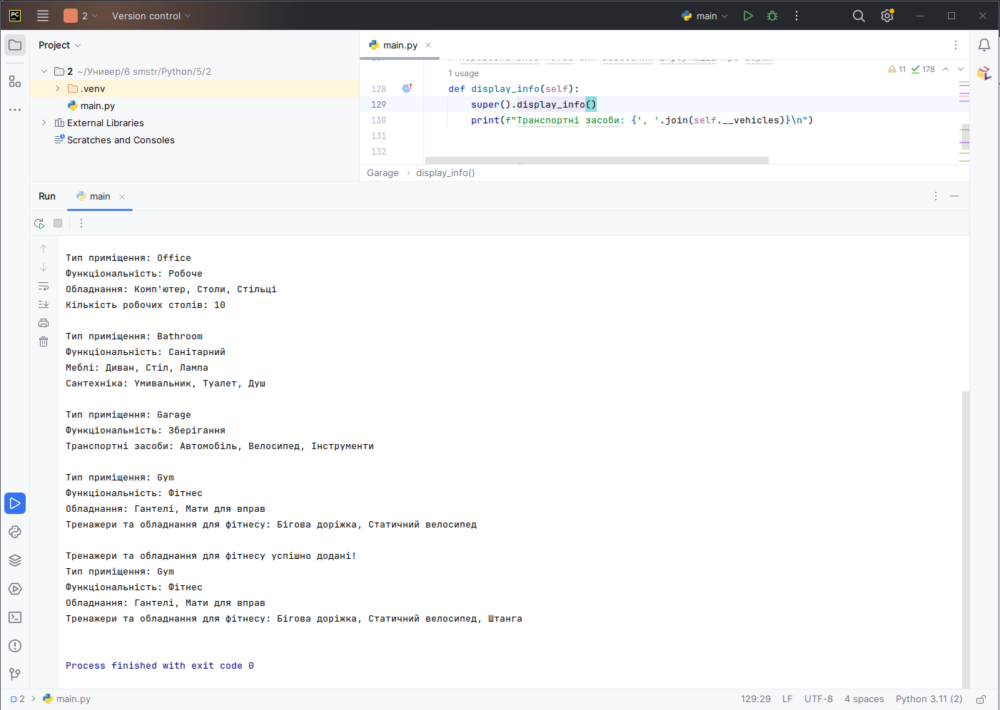 PC 2 Version control main
Project main.py
2 ~/Универ/6 smstr/Python/5/2
.venv
main.py
External Libraries
Scratches and Consoles
1 usage 11 178
128 def display_info(self):
129 super().display_info()
130 print(f"Транспортні засоби: {', '.join(self.__vehicles)}\n")
131
132
Garage › display_info()
Run main
Тип приміщення: Office
Функціональність: Робоче
Обладнання: Комп'ютер, Столи, Стільці
Кількість робочих столів: 10
Тип приміщення: Bathroom
Функціональність: Санітарний
Меблі: Диван, Стіл, Лампа
Сантехніка: Умивальник, Туалет, Душ
Тип приміщення: Garage
Функціональність: Зберігання
Транспортні засоби: Автомобіль, Велосипед, Інструменти
Тип приміщення: Gym
Функціональність: Фітнес
Обладнання: Гантелі, Мати для вправ
Тренажери та обладнання для фітнесу: Бігова доріжка, Статичний велосипед
Тренажери та обладнання для фітнесу успішно додані!
Тип приміщення: Gym
Функціональність: Фітнес
Обладнання: Гантелі, Мати для вправ
Тренажери та обладнання для фітнесу: Бігова доріжка, Статичний велосипед, Штанга
Process finished with exit code 0
2 › main.py 129:29 LF UTF-8 4 spaces Python 3.11 (2)